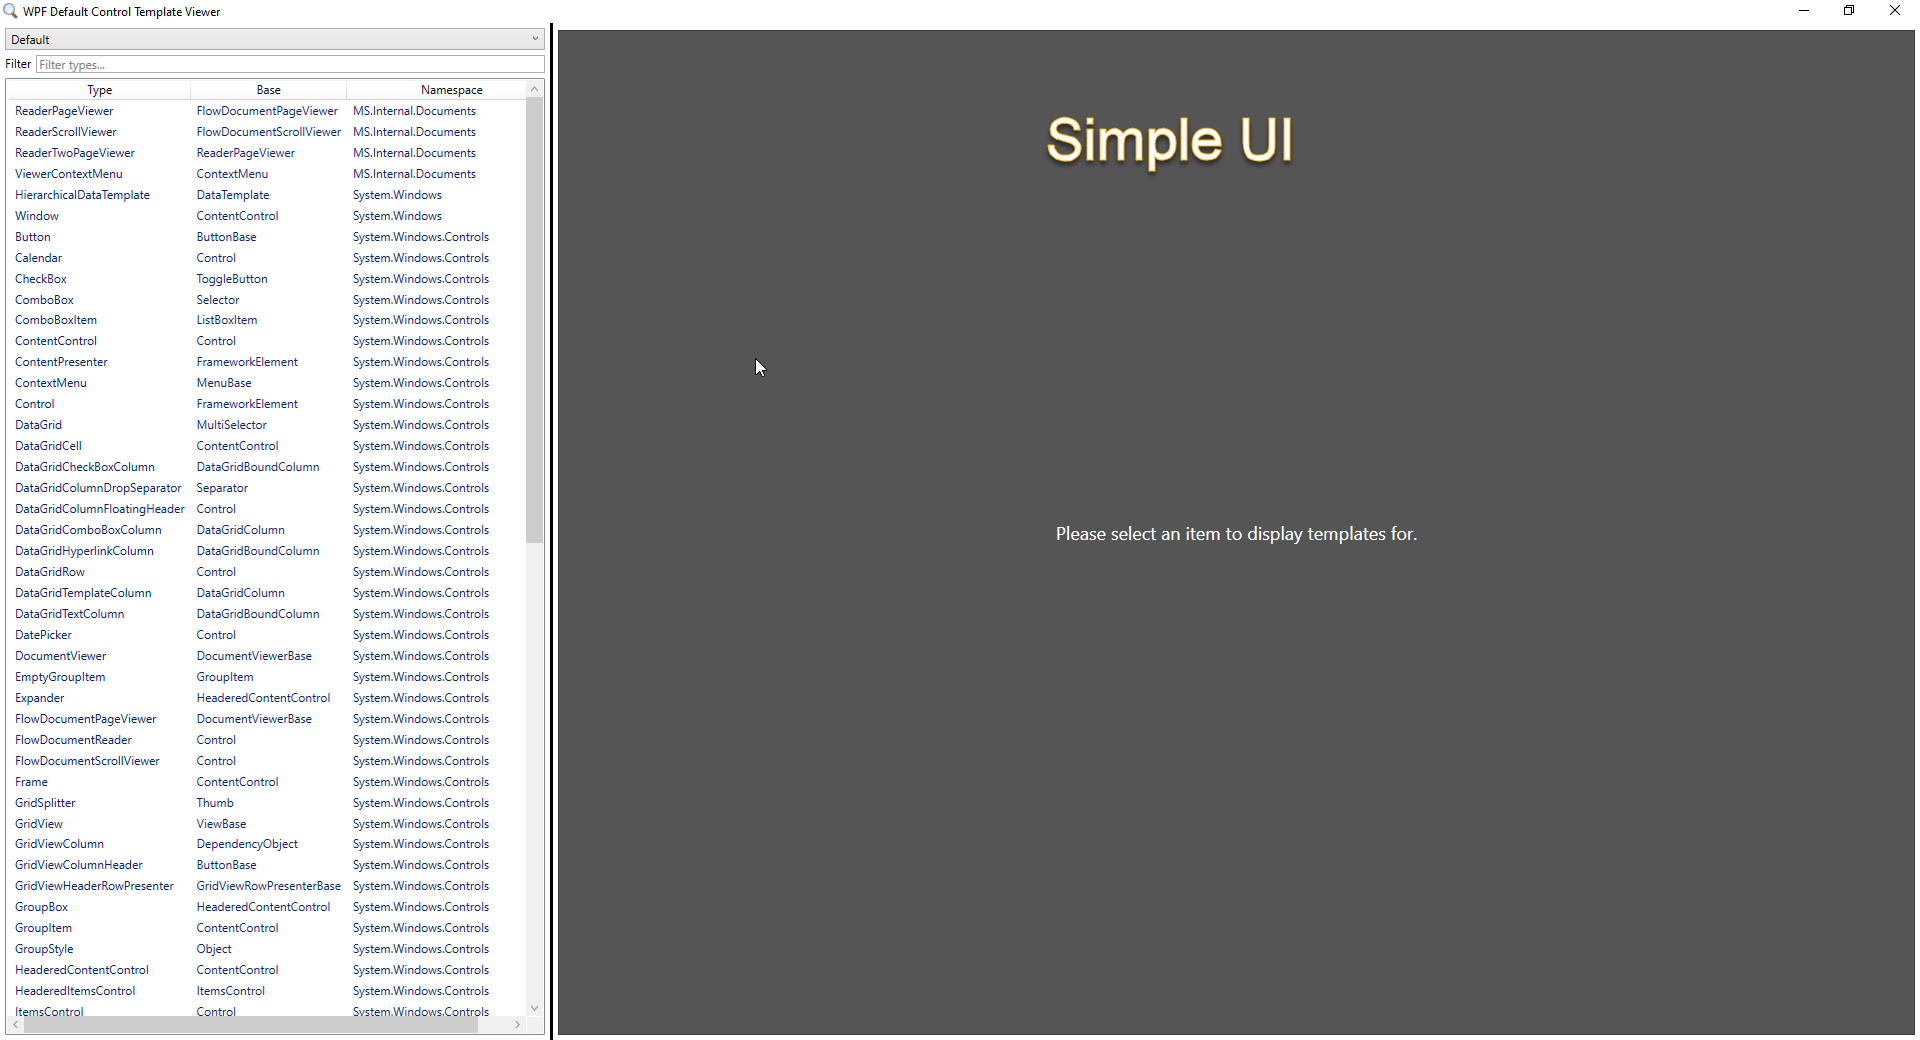 WPF Default Control Template Viewer
Default
Filter Filter types...
Type Base Namespace
ReaderPageViewer FlowDocumentPageViewer MS.Internal.Documents
ReaderScrollViewer FlowDocumentScrollViewer MS.Internal.Documents
ReaderTwoPageViewer ReaderPageViewer MS.Internal.Documents
ViewerContextMenu ContextMenu MS.Internal.Documents
HierarchicalDataTemplate DataTemplate System.Windows
Window ContentControl System.Windows
Button ButtonBase System.Windows.Controls
Calendar Control System.Windows.Controls
CheckBox ToggleButton System.Windows.Controls
ComboBox Selector System.Windows.Controls
ComboBoxItem ListBoxItem System.Windows.Controls
ContentControl Control System.Windows.Controls
ContentPresenter FrameworkElement System.Windows.Controls
ContextMenu MenuBase System.Windows.Controls
Control FrameworkElement System.Windows.Controls
DataGrid MultiSelector System.Windows.Controls
DataGridCell ContentControl System.Windows.Controls
DataGridCheckBoxColumn DataGridBoundColumn System.Windows.Controls
DataGridColumnDropSeparator Separator System.Windows.Controls
DataGridColumnFloatingHeader Control System.Windows.Controls
DataGridComboBoxColumn DataGridColumn System.Windows.Controls
DataGridHyperlinkColumn DataGridBoundColumn System.Windows.Controls
DataGridRow Control System.Windows.Controls
DataGridTemplateColumn DataGridColumn System.Windows.Controls
DataGridTextColumn DataGridBoundColumn System.Windows.Controls
DatePicker Control System.Windows.Controls
DocumentViewer DocumentViewerBase System.Windows.Controls
EmptyGroupItem GroupItem System.Windows.Controls
Expander HeaderedContentControl System.Windows.Controls
FlowDocumentPageViewer DocumentViewerBase System.Windows.Controls
FlowDocumentReader Control System.Windows.Controls
FlowDocumentScrollViewer Control System.Windows.Controls
Frame ContentControl System.Windows.Controls
GridSplitter Thumb System.Windows.Controls
GridView ViewBase System.Windows.Controls
GridViewColumn DependencyObject System.Windows.Controls
GridViewColumnHeader ButtonBase System.Windows.Controls
GridViewHeaderRowPresenter GridViewRowPresenterBase System.Windows.Controls
GroupBox HeaderedContentControl System.Windows.Controls
GroupItem ContentControl System.Windows.Controls
GroupStyle Object System.Windows.Controls
HeaderedContentControl ContentControl System.Windows.Controls
HeaderedItemsControl ItemsControl System.Windows.Controls
ItemsControl Control System.Windows.Controls
Simple UI
Please select an item to display templates for.